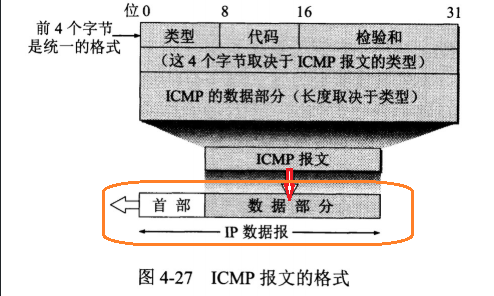 位 0 8 16 31
前 4 个字节
是统一的格式
类型 代码 检验和
(这 4 个字节取决于 ICMP 报文的类型)
ICMP 的数据部分(长度取决于类型)
ICMP 报文
首 部 数 据 部 分
IP 数据报
图 4-27 ICMP 报文的格式